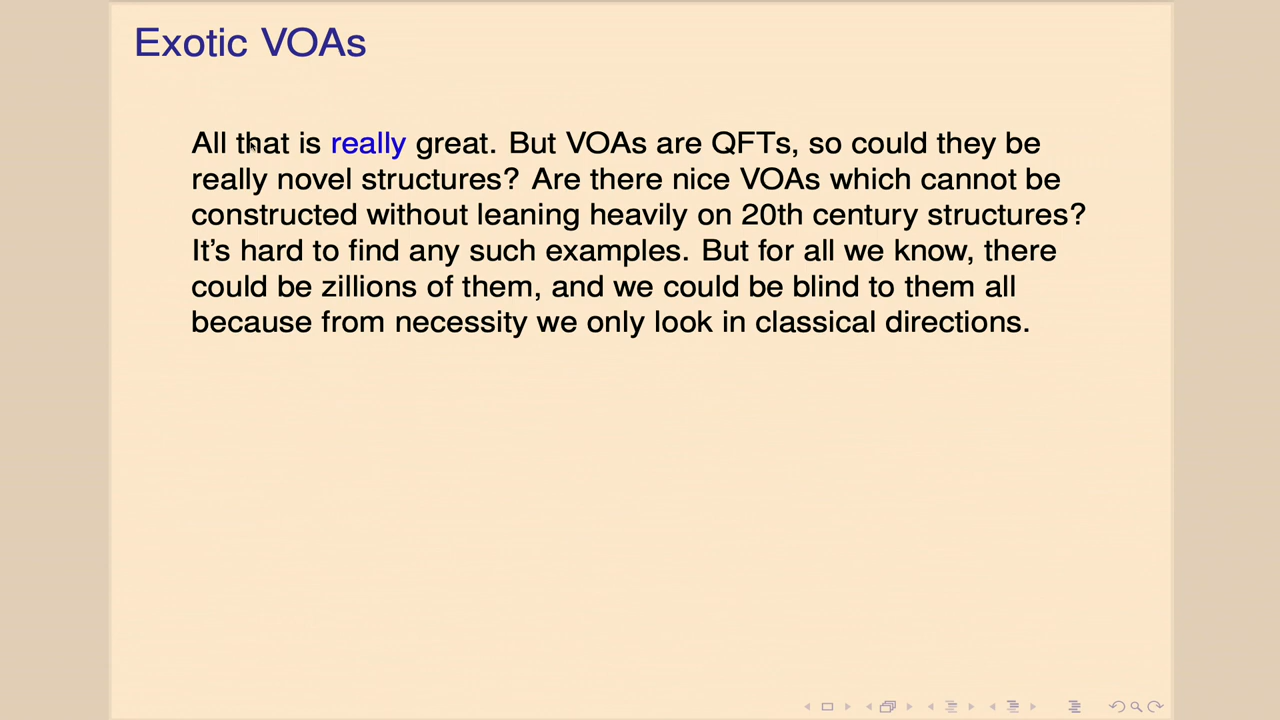 Exotic VOAs
All that is really great. But VOAs are QFTs, so could they be
really novel structures? Are there nice VOAs which cannot be
constructed without leaning heavily on 20th century structures?
It's hard to find any such examples. But for all we know, there
could be zillions of them, and we could be blind to them all
because from necessity we only look in classical directions.